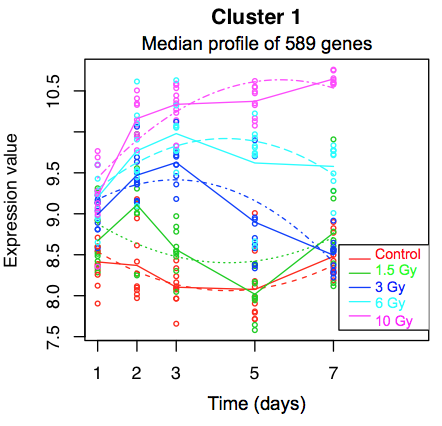 Cluster 1
Median profile of 589 genes
Expression value
10.5
9.5
9.0
8.5
8.0
7.5
Control
1.5 Gy
3 Gy
6 Gy
10 Gy
1 2 3 5 7
Time (days)